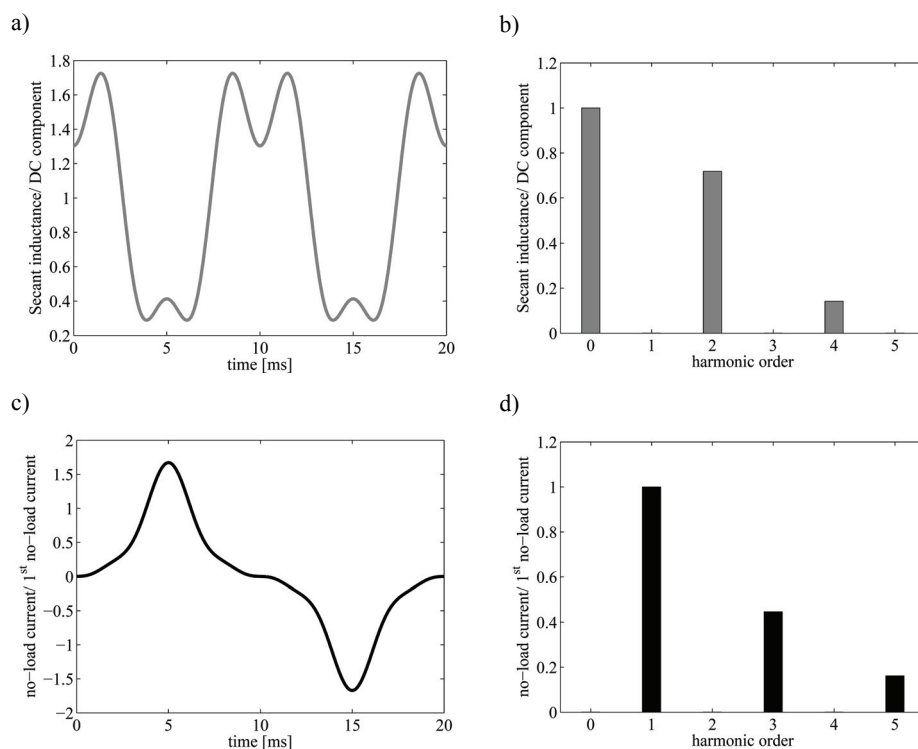 a)
Secant inductance/ DC component
1.8
1.6
1.4
1.2
1
0.8
0.6
0.4
0.2
0 5 10 15 20
time [ms]
b)
Secant inductance/ DC component
1.2
1
0.8
0.6
0.4
0.2
0
0 1 2 3 4 5
harmonic order
c)
no−load current/ 1st no−load current
2
1.5
1
0.5
0
−0.5
−1
−1.5
−2
0 5 10 15 20
time [ms]
d)
no−load current/ 1st no−load current
1.2
1
0.8
0.6
0.4
0.2
0
0 1 2 3 4 5
harmonic order